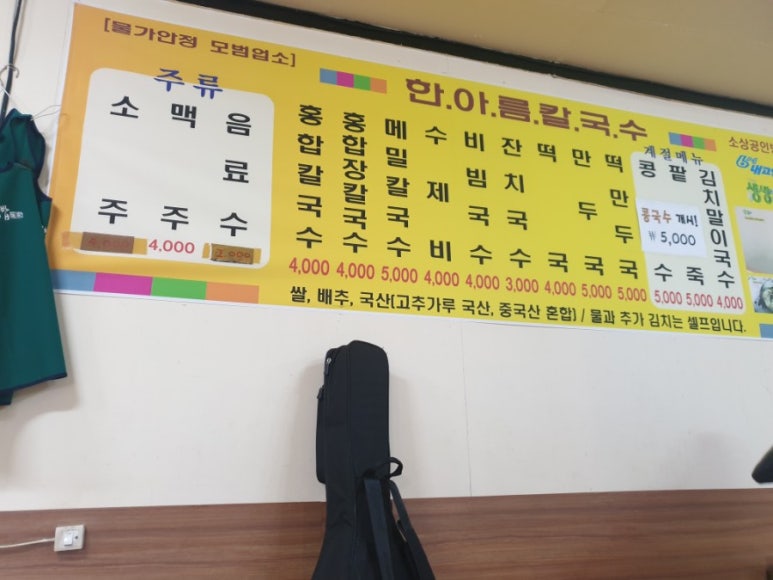 [물가안정 모범업소]
한.아.름.칼.국.수
주류
소주
맥주 4,000
음료수 2,000
홍합칼국수 4,000
홍합장칼국수 4,000
메밀칼국수 5,000
수제비 4,000
비빔국수 4,000
잔치국수 3,000
떡국 4,000
만두국 5,000
떡만두국 5,000
계절메뉴
콩국수 5,000
콩국수 개시!
₩ 5,000
팥죽 5,000
김치말이국수 4,000
소상공인
생생
쌀, 배추, 국산(고추가루 국산, 중국산 혼합) / 물과 추가 김치는 셀프입니다.